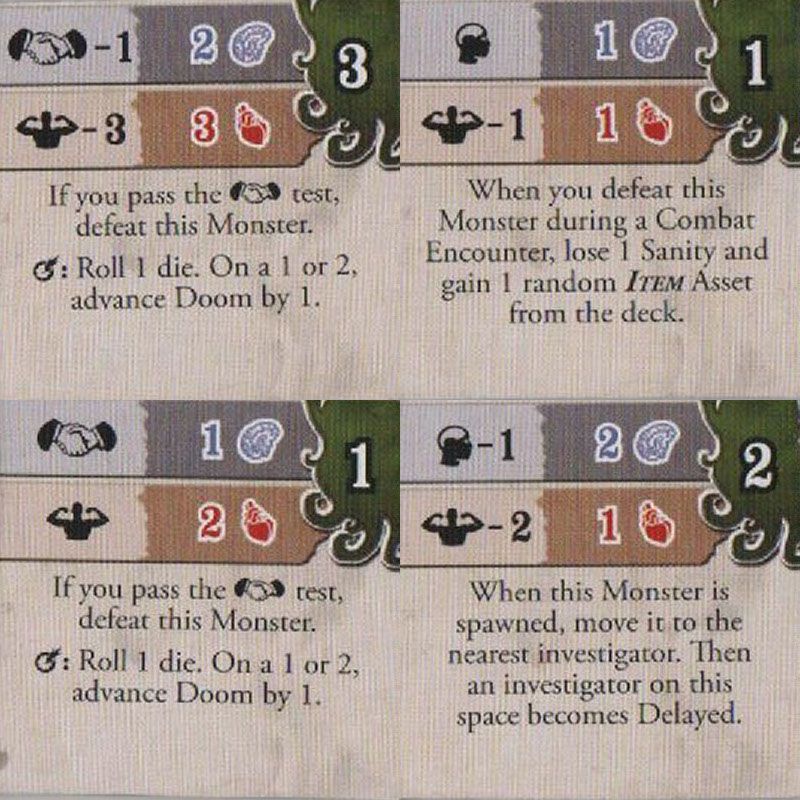 -1 2 3
-3 3
If you pass the test,
defeat this Monster.
: Roll 1 die. On a 1 or 2,
advance Doom by 1.
1 1
-1 1
When you defeat this
Monster during a Combat
Encounter, lose 1 Sanity and
gain 1 random ITEM Asset
from the deck.
1 1
2
If you pass the test,
defeat this Monster.
: Roll 1 die. On a 1 or 2,
advance Doom by 1.
-1 2 2
-2 1
When this Monster is
spawned, move it to the
nearest investigator. Then
an investigator on this
space becomes Delayed.